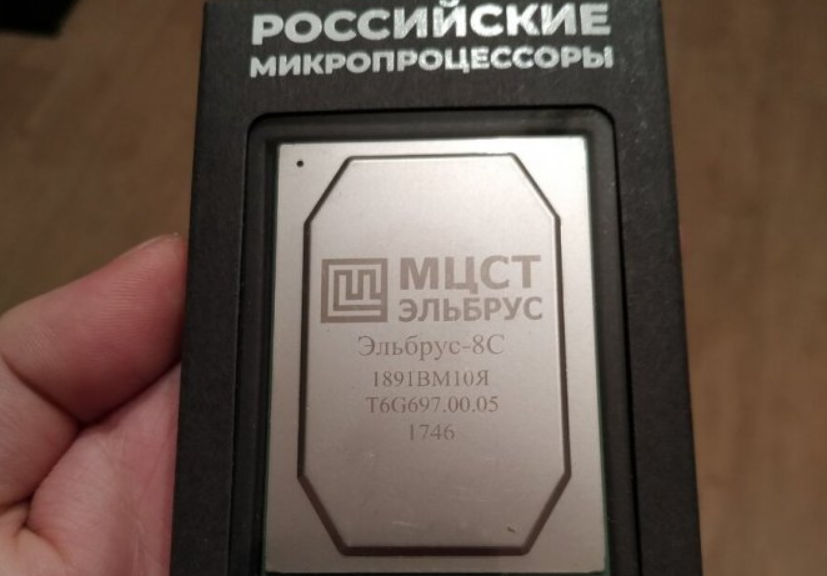 РОССИЙСКИЕ
МИКРОПРОЦЕССОРЫ
МЦСТ
ЭЛЬБРУС
Эльбрус-8С
1891ВМ10Я
T6G697.00.05
1746